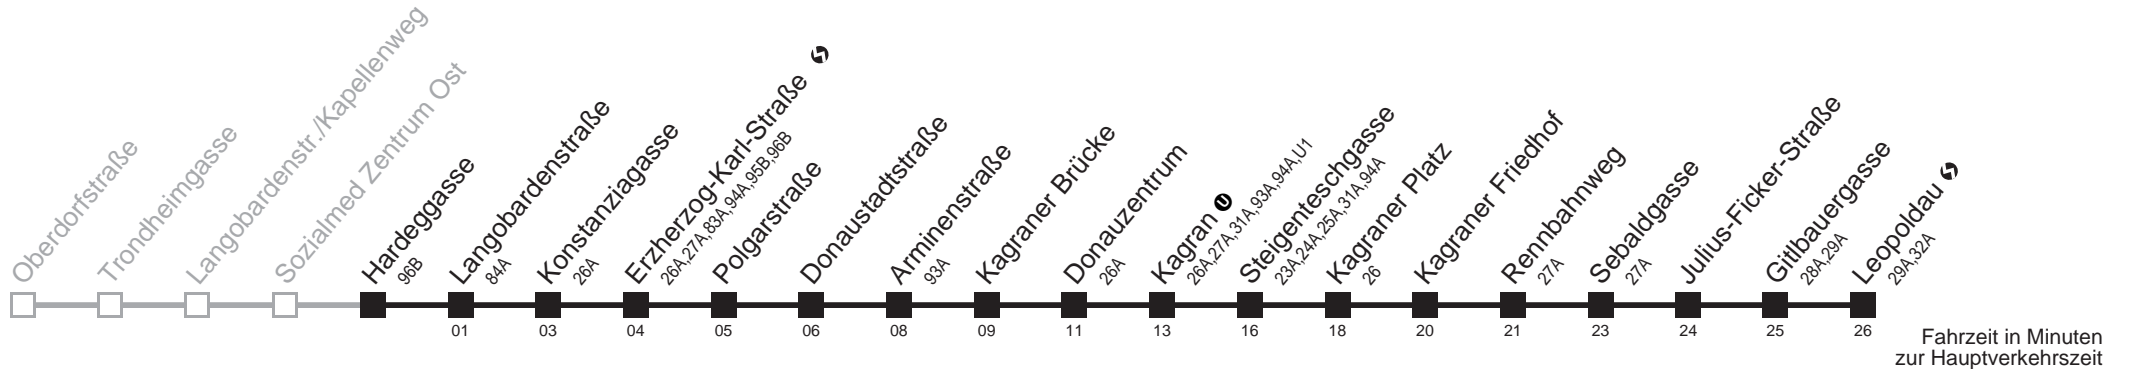 Oberdorfstraße
Trondheimgasse
Langobardenstr./Kapellenweg
Sozialmed Zentrum Ost
Hardeggasse
96B
Langobardenstraße
84A
Konstanziagasse
26A
Erzherzog-Karl-Straße
26A,27A,83A,94A,95B,96B
Polgarstraße
Donaustadtstraße
Arminenstraße
93A
Kagraner Brücke
Donauzentrum
26A
Kagran U
26A,27A,31A,93A,94A,U1
Steigenteschgasse
23A,24A,25A,31A,94A
Kagraner Platz
26
Kagraner Friedhof
Rennbahnweg
27A
Sebaldgasse
27A
Julius-Ficker-Straße
Gitlbauergasse
28A,29A
Leopoldau
29A,32A
01 03 04 05 06 08 09 11 13 16 18 20 21 23 24 25 26
Fahrzeit in Minuten
zur Hauptverkehrszeit